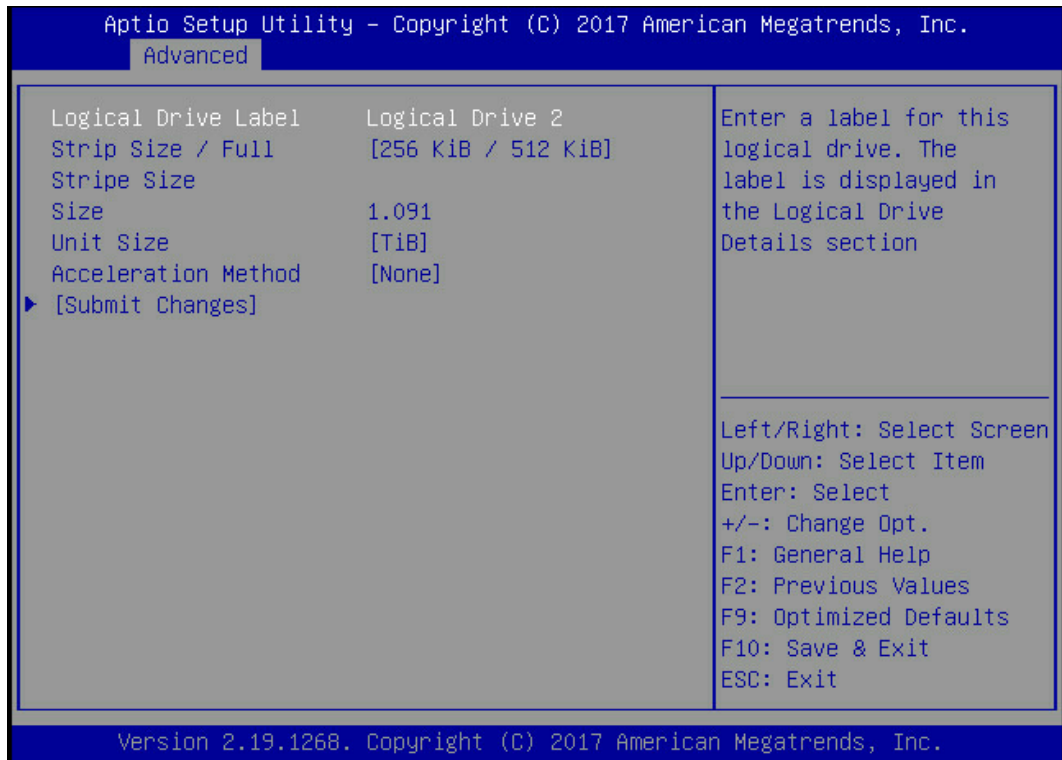 Aptio Setup Utility – Copyright (C) 2017 American Megatrends, Inc.
Advanced
Logical Drive Label Logical Drive 2
Strip Size / Full [256 KiB / 512 KiB]
Stripe Size
Size 1.091
Unit Size [TiB]
Acceleration Method [None]
[Submit Changes]
Enter a label for this
logical drive. The
label is displayed in
the Logical Drive
Details section
Left/Right: Select Screen
Up/Down: Select Item
Enter: Select
+/-: Change Opt.
F1: General Help
F2: Previous Values
F9: Optimized Defaults
F10: Save & Exit
ESC: Exit
Version 2.19.1268. Copyright (C) 2017 American Megatrends, Inc.